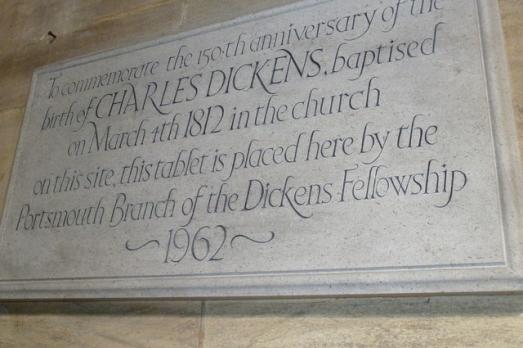 To commemorate the 150th anniversary of the
birth of CHARLES DICKENS, baptised
on March 4th 1812 in the church
on this site, this tablet is placed here by the
Portsmouth Branch of the Dickens Fellowship
~1962~